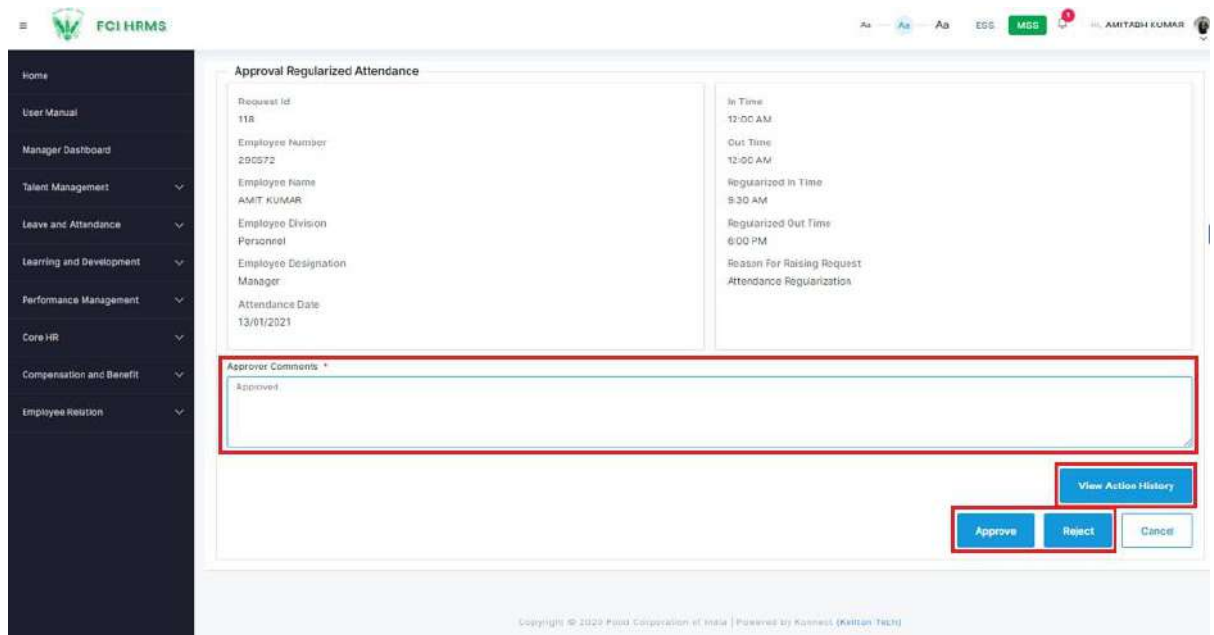 FCI HRMS
Aa Aa Aa ESS MSS AMITABH KUMAR
Home
User Manual
Manager Dashboard
Talent Management
Leave and Attendance
Learning and Development
Performance Management
Core HR
Compensation and Benefit
Employee Relation
Approval Regularized Attendance
Request Id
118
Employee Number
290572
Employee Name
AMIT KUMAR
Employee Division
Personnel
Employee Designation
Manager
Attendance Date
13/01/2021
In Time
12:00 AM
Out Time
12:00 AM
Regularized In Time
9:30 AM
Regularized Out Time
6:00 PM
Reason For Raising Request
Attendance Regularization
Approver Comments *
Approved
View Action History
Approve Reject Cancel
Copyright © Food Corporation of India | Powered by Konnect (Kellton Tech)